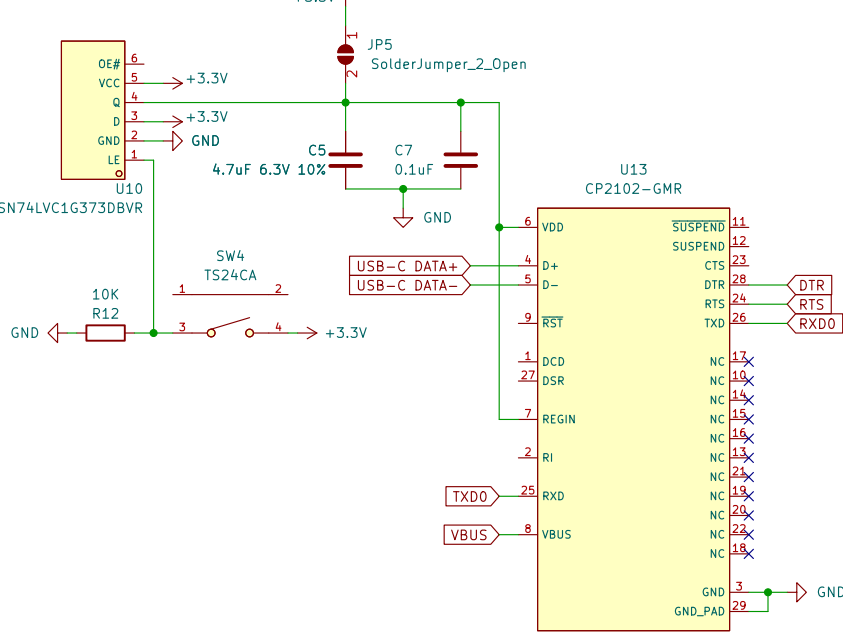 1
JP5
SolderJumper_2_Open
2
OE# 6
VCC 5 +3.3V
Q 4
D 3 +3.3V
GND 2 GND
LE 1
U10
SN74LVC1G373DBVR
C5
4.7uF 6.3V 10%
C7
0.1uF
GND
SW4
TS24CA
1 2
10K
R12
GND
3 4 +3.3V
U13
CP2102-GMR
6 VDD
USB-C DATA+ 4 D+
USB-C DATA- 5 D-
9 RST
1 DCD
27 DSR
7 REGIN
2 RI
TXD0 25 RXD
VBUS 8 VBUS
SUSPEND 11
SUSPEND 12
CTS 23
DTR 28 DTR
RTS 24 RTS
TXD 26 RXD0
NC 17
NC 10
NC 14
NC 15
NC 16
NC 13
NC 21
NC 19
NC 20
NC 22
NC 18
GND 3 GND
GND_PAD 29